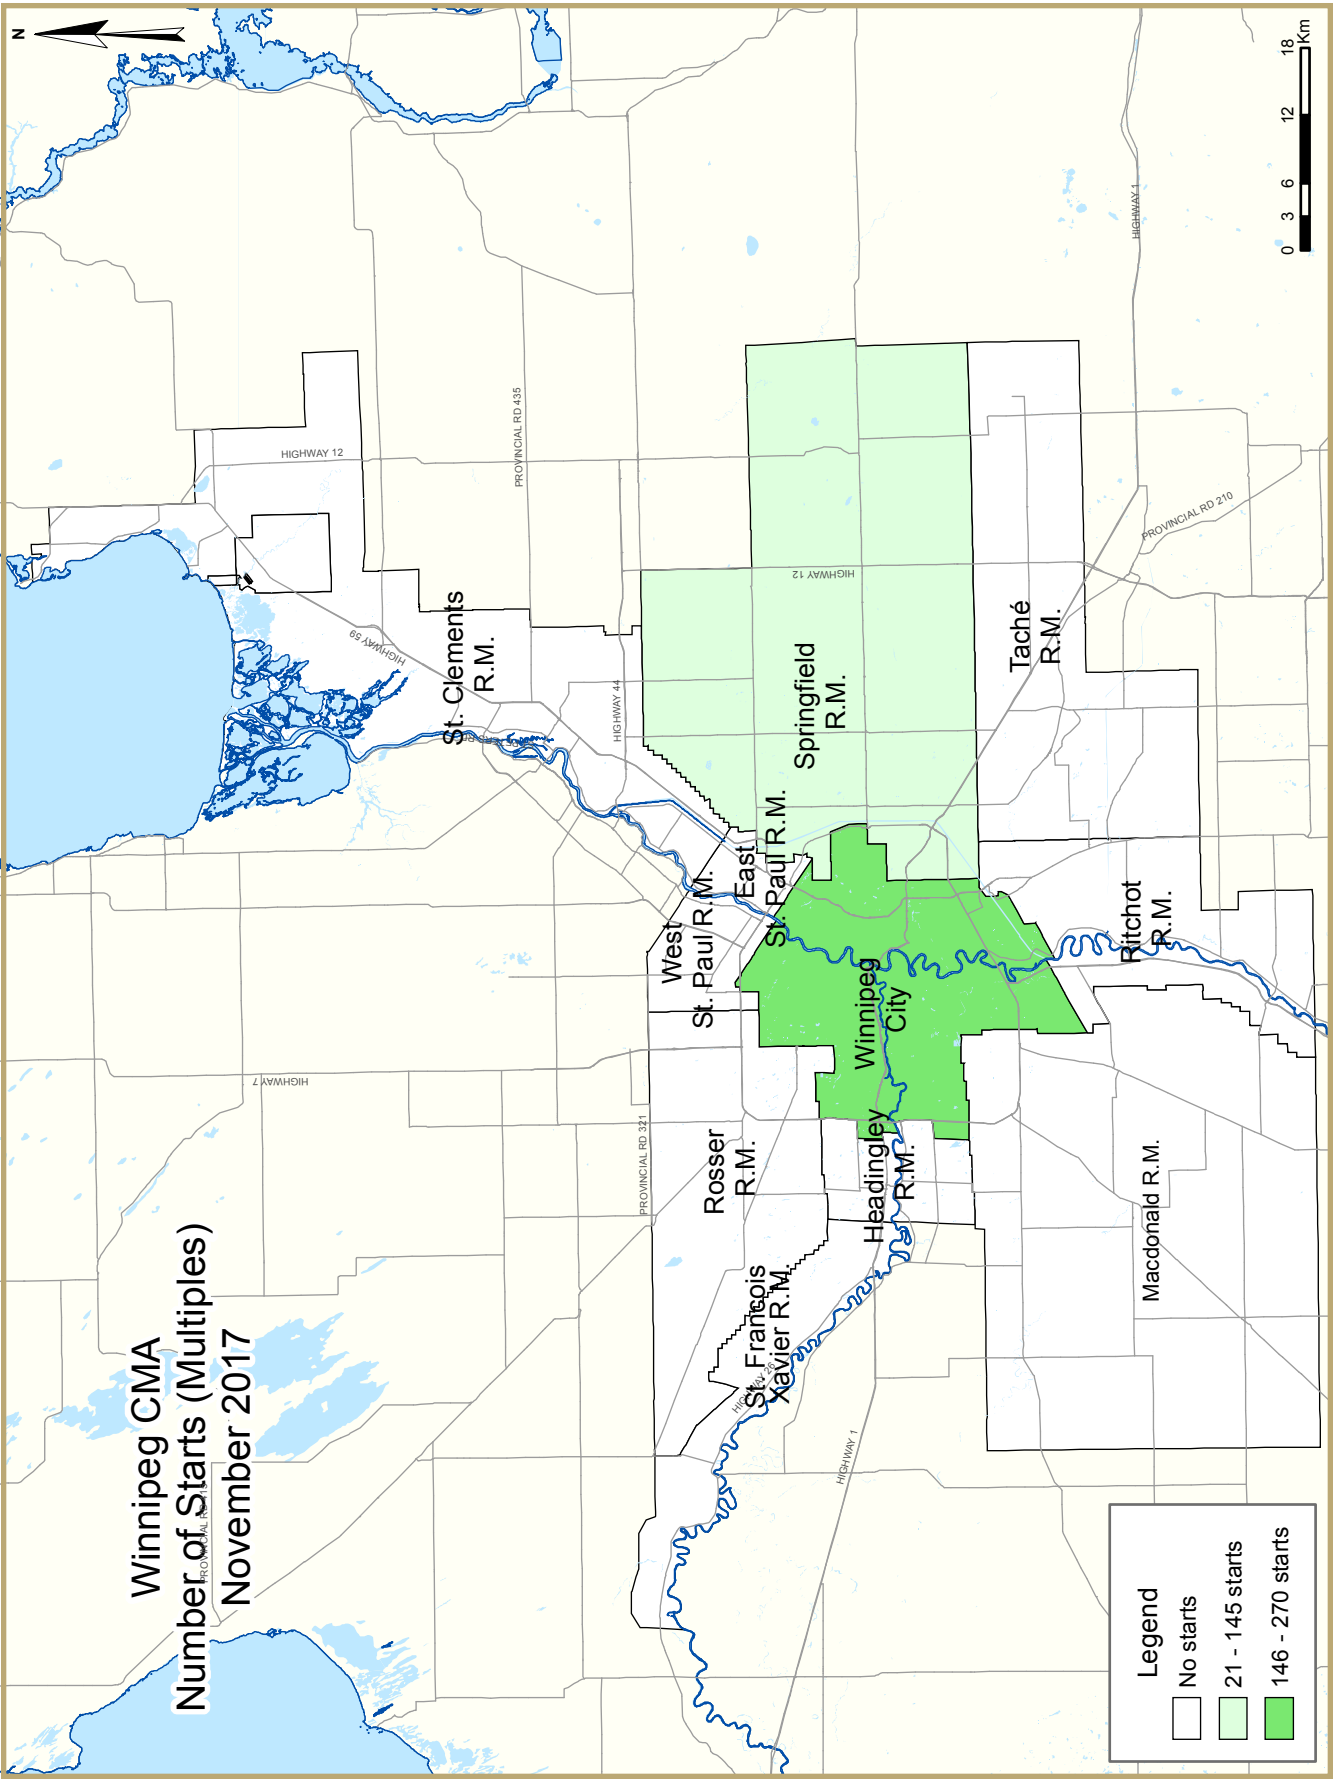 Winnipeg CMA
Number of Starts (Multiples)
November 2017
N
HIGHWAY 12
PROVINCIAL RD 435
HIGHWAY 59
St. Clements
R.M.
HIGHWAY 44
HIGHWAY 7
PROVINCIAL RD 321
Rosser
R.M.
West
St. Paul R.M.
East
St. Paul R.M.
Springfield
R.M.
HIGHWAY 12
St. Francois
Xavier R.M.
HIGHWAY 26
HIGHWAY 1
Headingley
R.M.
Winnipeg
City
Taché
R.M.
HIGHWAY 1
PROVINCIAL RD 210
Ritchot
R.M.
Macdonald R.M.
Legend
No starts
21 - 145 starts
146 - 270 starts
0 3 6 12 18
Km